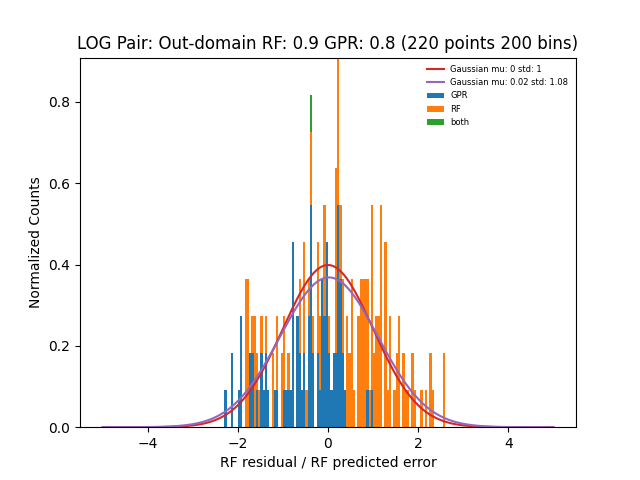 LOG Pair: Out-domain RF: 0.9 GPR: 0.8 (220 points 200 bins)
Gaussian mu: 0 std: 1
Gaussian mu: 0.02 std: 1.08
GPR
RF
both
Normalized Counts
0.8
0.6
0.4
0.2
0.0
−4
−2
0
2
4
RF residual / RF predicted error